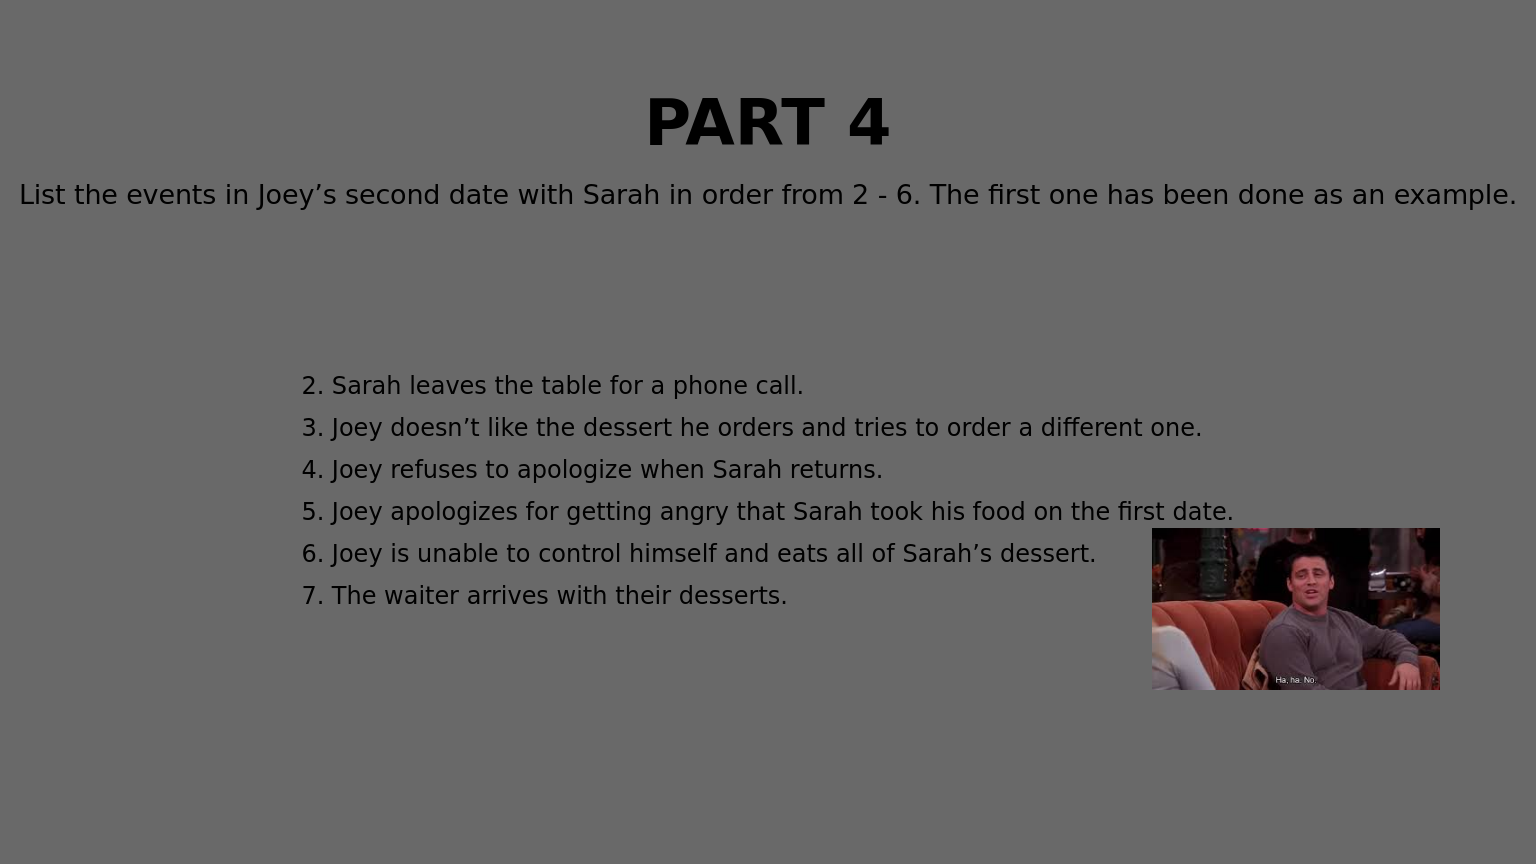 PART 4
List the events in Joey’s second date with Sarah in order from 2 - 6. The first one has been done as an example.
2. Sarah leaves the table for a phone call.
3. Joey doesn’t like the dessert he orders and tries to order a different one.
4. Joey refuses to apologize when Sarah returns.
5. Joey apologizes for getting angry that Sarah took his food on the first date.
6. Joey is unable to control himself and eats all of Sarah’s dessert.
7. The waiter arrives with their desserts.
Ha, ha. No.